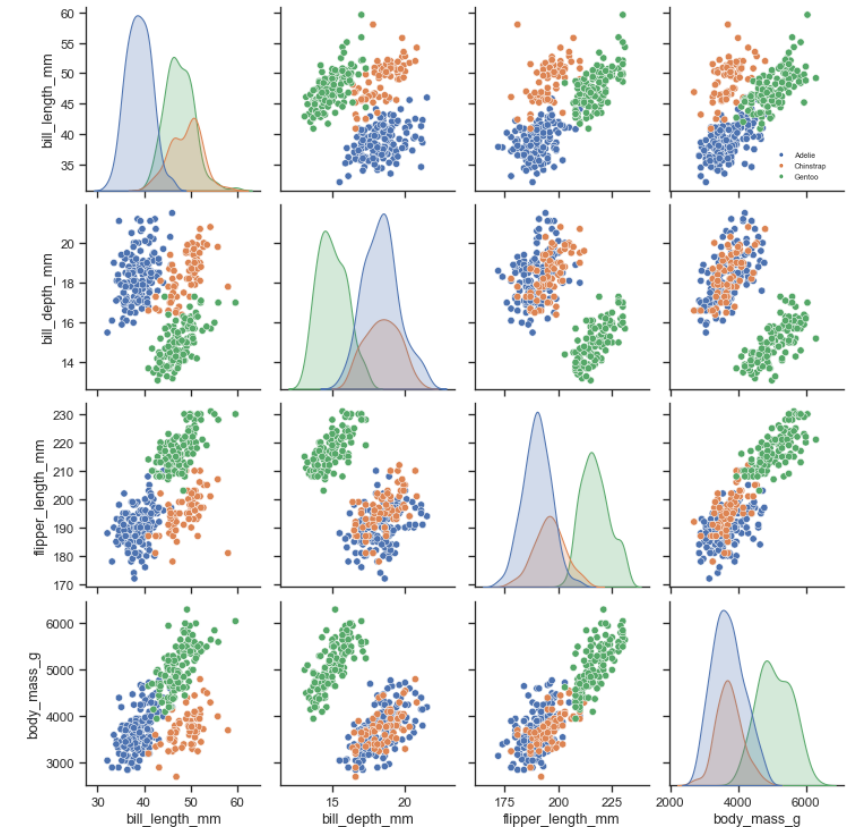 bill_length_mm
60
55
50
45
40
35
Adelie
Chinstrap
Gentoo
bill_depth_mm
20
18
16
14
flipper_length_mm
230
220
210
200
190
180
170
body_mass_g
6000
5000
4000
3000
30 40 50 60
15 20
175 200 225
2000 4000 6000
bill_length_mm
bill_depth_mm
flipper_length_mm
body_mass_g